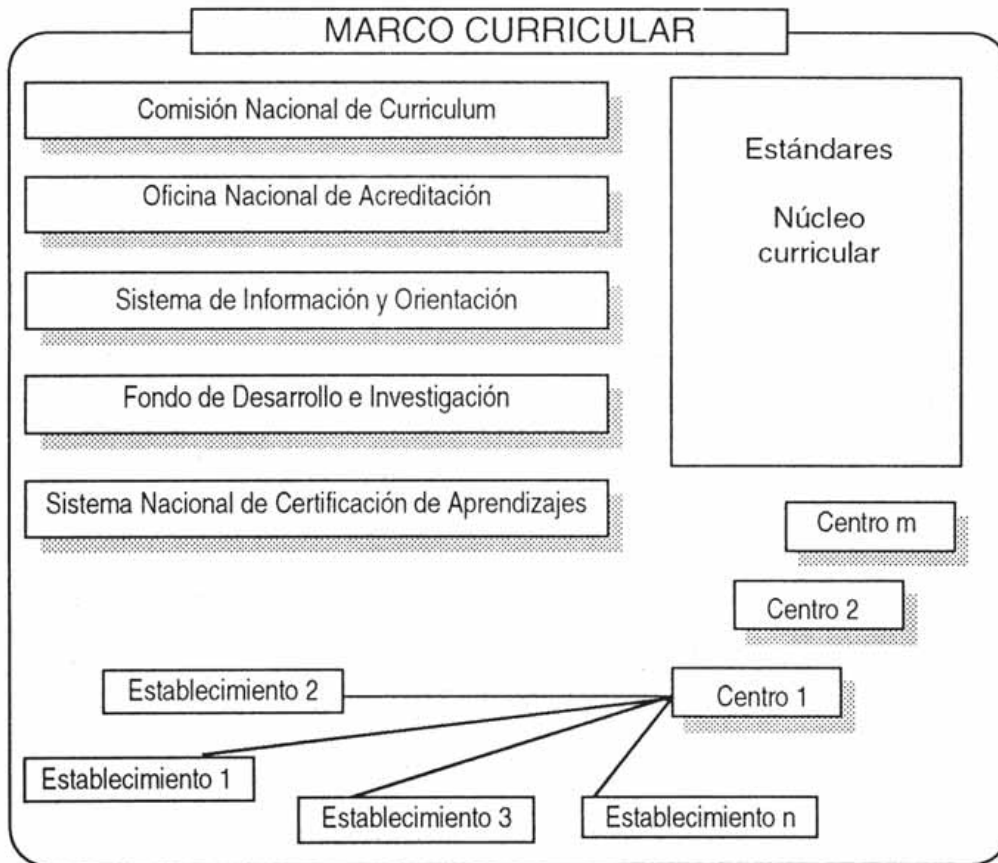 MARCO CURRICULAR
Comisión Nacional de Curriculum
Oficina Nacional de Acreditación
Sistema de Información y Orientación
Fondo de Desarrollo e Investigación
Sistema Nacional de Certificación de Aprendizajes
Estándares
Núcleo
curricular
Centro m
Centro 2
Centro 1
Establecimiento 2
Establecimiento 1
Establecimiento 3
Establecimiento n